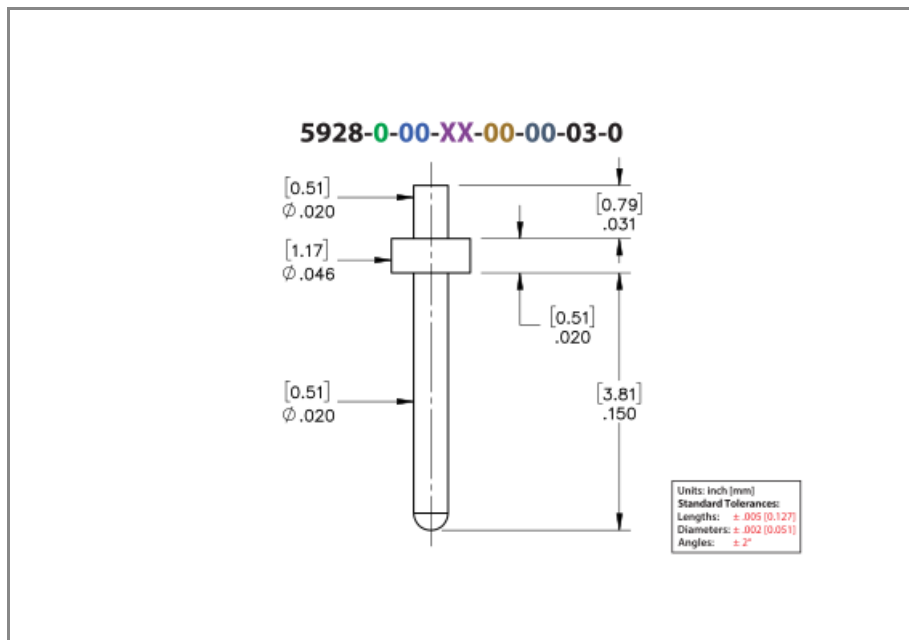 5928-0-00-XX-00-00-03-0
[0.51]
∅.020
[0.79]
.031
[1.17]
∅.046
[0.51]
.020
[0.51]
∅.020
[3.81]
.150
Units: inch [mm]
Standard Tolerances:
Lengths: ± .005 [0.127]
Diameters: ± .002 [0.051]
Angles: ± 2°